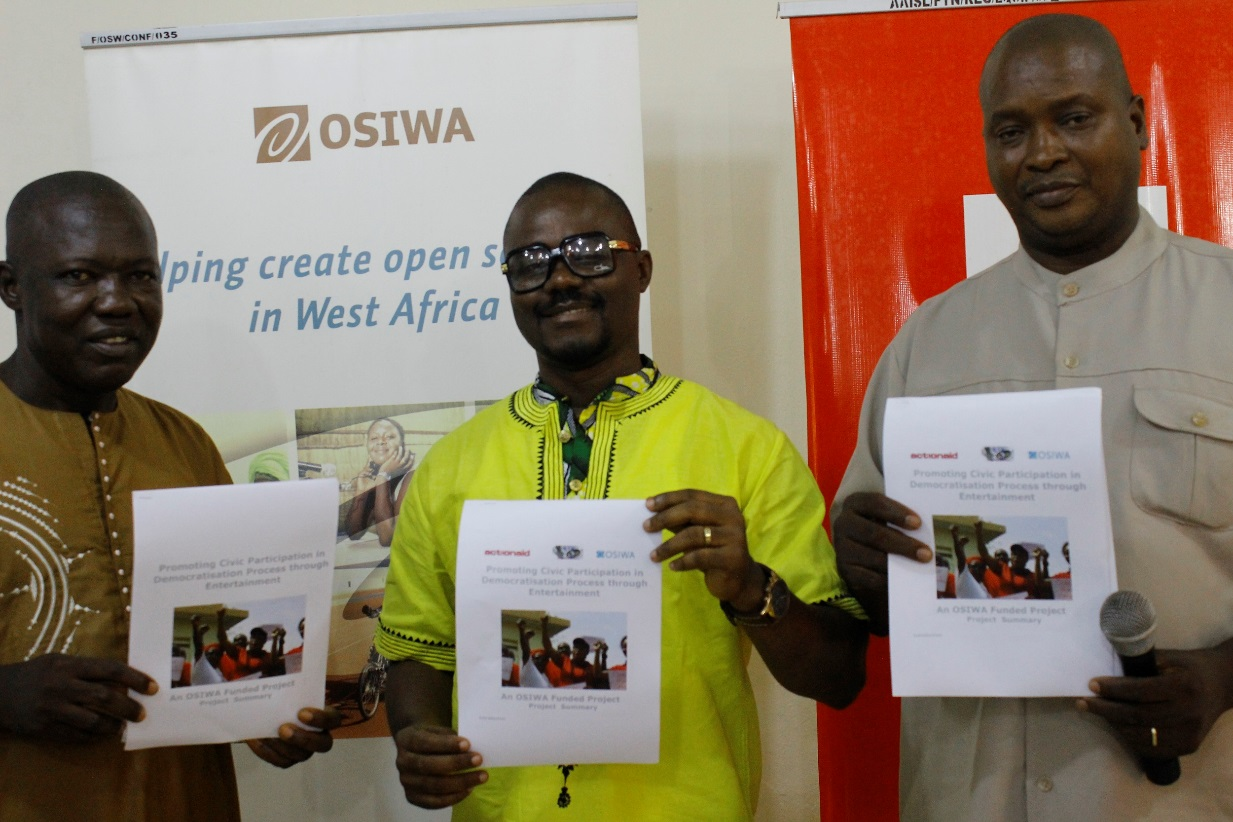 F/OSW/CONF/035
OSIWA
lping create open s
in West Africa
Promoting Civic Participation in
Democratisation Process through
Entertainment
An OSIWA Funded Project
Project Summary
actionaid OSIWA
Promoting Civic Participation in
Democratisation Process through
Entertainment
An OSIWA Funded Project
Project Summary
actionaid OSIWA
Promoting Civic Participation in
Democratisation Process through
Entertainment
An OSIWA Funded Project
Project Summary